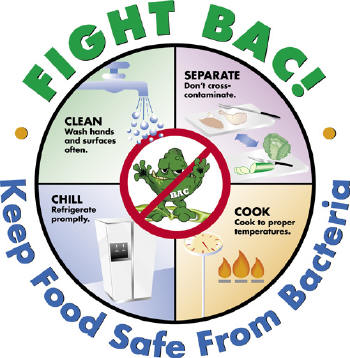 FIGHT BAC!
CLEAN
Wash hands
and surfaces
often.
SEPARATE
Don't cross-
contaminate.
BAC
CHILL
Refrigerate
promptly.
COOK
Cook to proper
temperatures.
Keep Food Safe From Bacteria